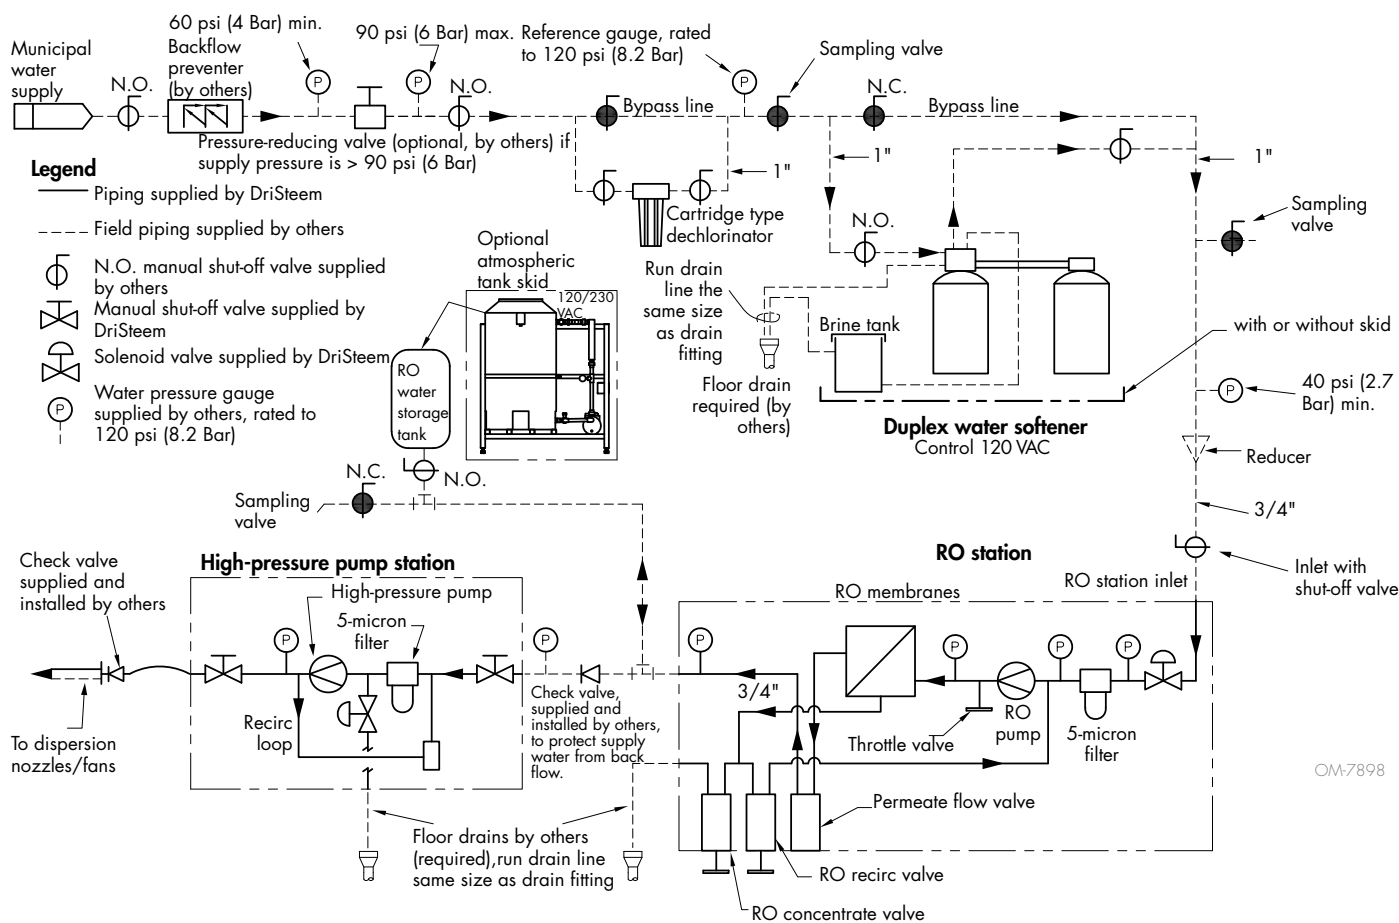 60 psi (4 Bar) min.
90 psi (6 Bar) max.
Reference gauge, rated
to 120 psi (8.2 Bar)
Sampling valve
Municipal
water
supply
Backflow
preventer
(by others)
N.O.
P
P
N.O.
P
N.C.
Bypass line
Bypass line
Pressure-reducing valve (optional, by others) if
supply pressure is > 90 psi (6 Bar)
1"
1"
1"
Legend
Piping supplied by DriSteem
Field piping supplied by others
N.O. manual shut-off valve supplied
by others
Manual shut-off valve supplied by
DriSteem
Solenoid valve supplied by DriSteem
P
Water pressure gauge
supplied by others, rated to
120 psi (8.2 Bar)
Cartridge type
dechlorinator
N.O.
Sampling
valve
Optional
atmospheric
tank skid
120/230
VAC
RO
water
storage
tank
Run drain
line the
same size
as drain
fitting
Brine tank
with or without skid
Floor drain
required (by
others)
Duplex water softener
Control 120 VAC
P
40 psi (2.7
Bar) min.
Reducer
3/4"
N.C.
N.O.
Sampling
valve
Inlet with
shut-off valve
Check valve
supplied and
installed by others
High-pressure pump station
High-pressure pump
5-micron
filter
RO station
RO station inlet
RO membranes
P
P
P
P
P
P
3/4"
Recirc
loop
Check valve,
supplied and
installed by others,
to protect supply
water from back
flow.
Throttle valve
RO
pump
5-micron
filter
To dispersion
nozzles/fans
OM-7898
Permeate flow valve
Floor drains by others
(required),run drain line
same size as drain fitting
RO recirc valve
RO concentrate valve